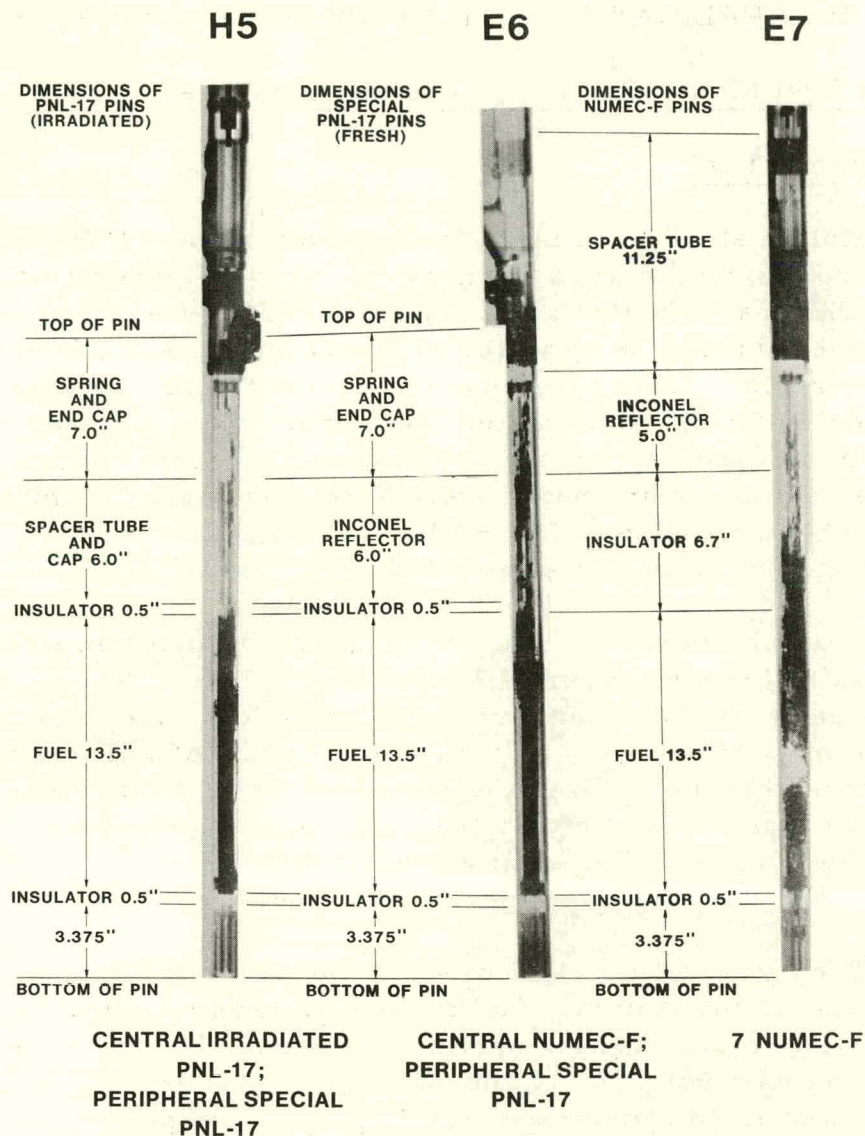 H5
E6
E7
DIMENSIONS OF
PNL-17 PINS
(IRRADIATED)
DIMENSIONS OF
SPECIAL
PNL-17 PINS
(FRESH)
DIMENSIONS OF
NUMEC-F PINS
SPACER TUBE
11.25"
TOP OF PIN
TOP OF PIN
SPRING
AND
END CAP
7.0"
SPRING
AND
END CAP
7.0"
INCONEL
REFLECTOR
5.0"
SPACER TUBE
AND
CAP 6.0"
INCONEL
REFLECTOR
6.0"
INSULATOR 6.7"
INSULATOR 0.5"
INSULATOR 0.5"
FUEL 13.5"
FUEL 13.5"
FUEL 13.5"
INSULATOR 0.5"
INSULATOR 0.5"
INSULATOR 0.5"
3.375"
3.375"
3.375"
BOTTOM OF PIN
BOTTOM OF PIN
BOTTOM OF PIN
CENTRAL IRRADIATED
PNL-17;
PERIPHERAL SPECIAL
PNL-17
CENTRAL NUMEC-F;
PERIPHERAL SPECIAL
PNL-17
7 NUMEC-F